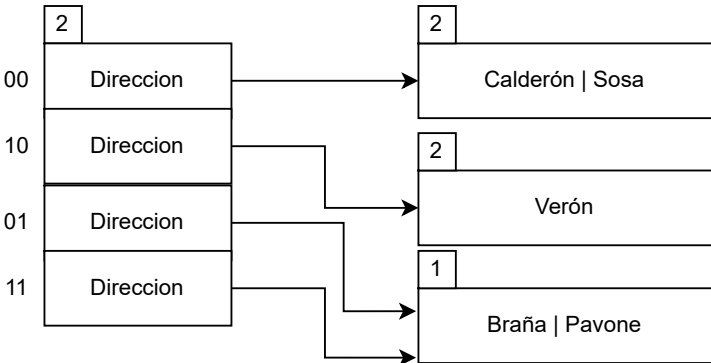 2
2
00
Direccion
Calderón | Sosa
10
Direccion
2
Verón
01
Direccion
1
11
Direccion
Braña | Pavone